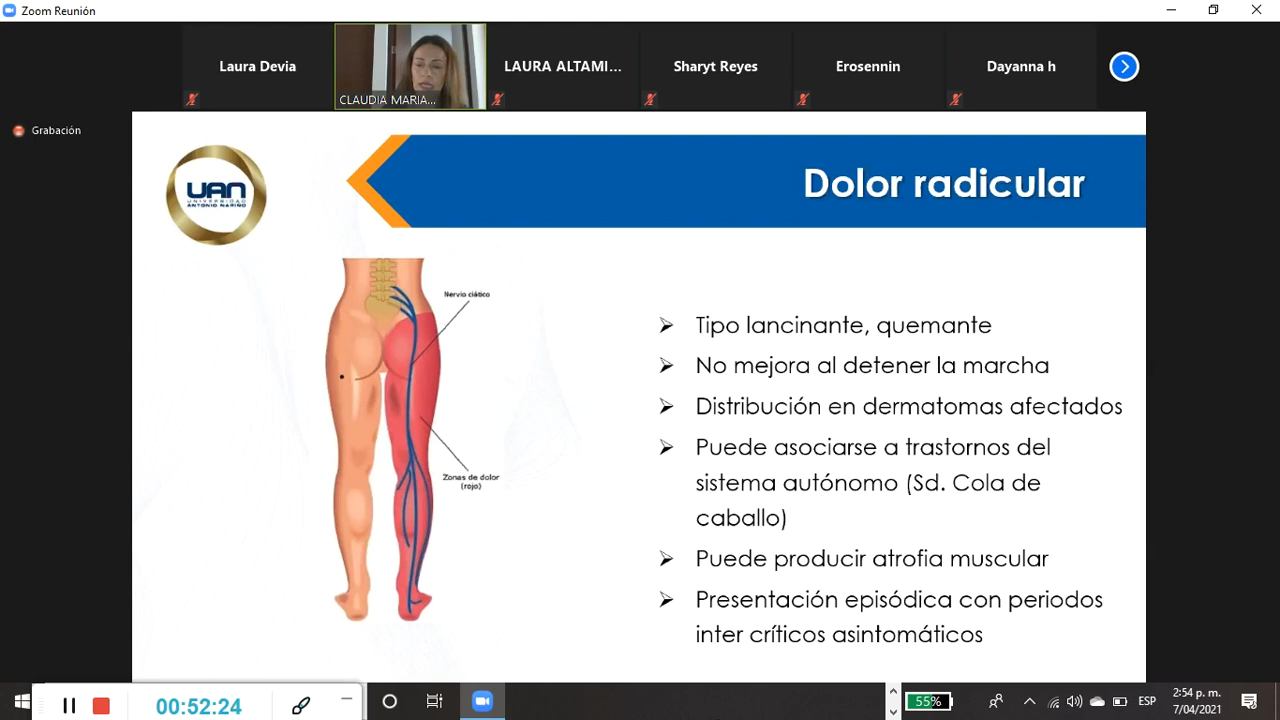 Zoom Reunión
Laura Devia
CLAUDIA MARIA...
LAURA ALTAMI...
Sharyt Reyes
Erosennin
Dayanna h
Grabación
UAN
UNIVERSIDAD
ANTONIO NARIÑO
Dolor radicular
Nervio ciático
Zonas de dolor
(rojo)
Tipo lancinante, quemante
No mejora al detener la marcha
Distribución en dermatomas afectados
Puede asociarse a trastornos del
sistema autónomo (Sd. Cola de
caballo)
Puede producir atrofia muscular
Presentación episódica con periodos
inter críticos asintomáticos
00:52:24
55%
ESP
2:54 p. m.
7/04/2021